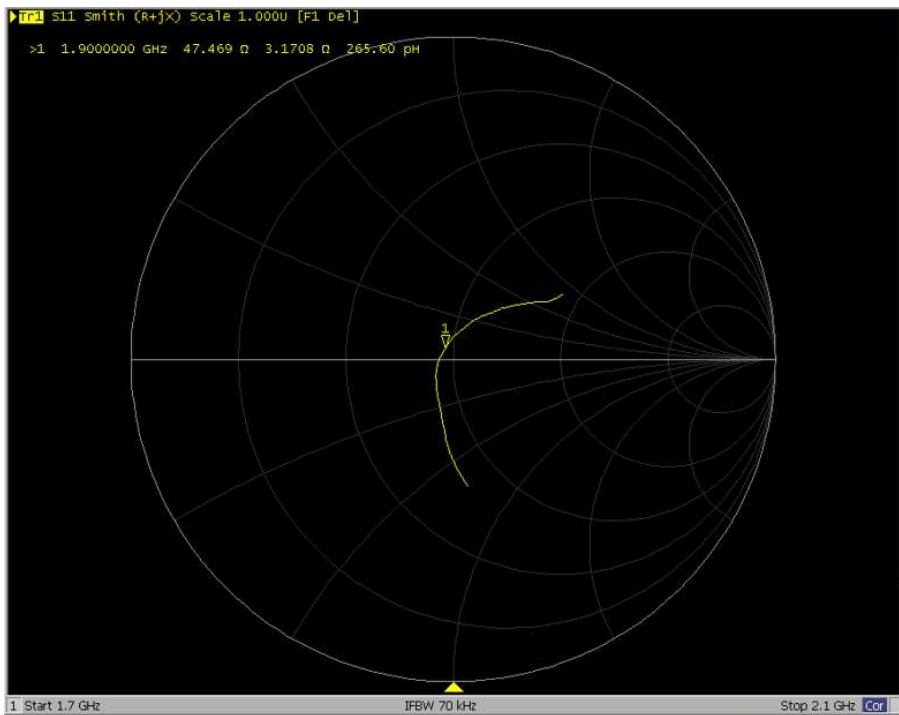 Tr1 S11 Smith (R+jX) Scale 1.000U [F1 Del]
>1 1.9000000 GHz 47.469 Ω 3.1708 Ω 265.60 pH
1
1 Start 1.7 GHz IFBW 70 kHz Stop 2.1 GHz Cor